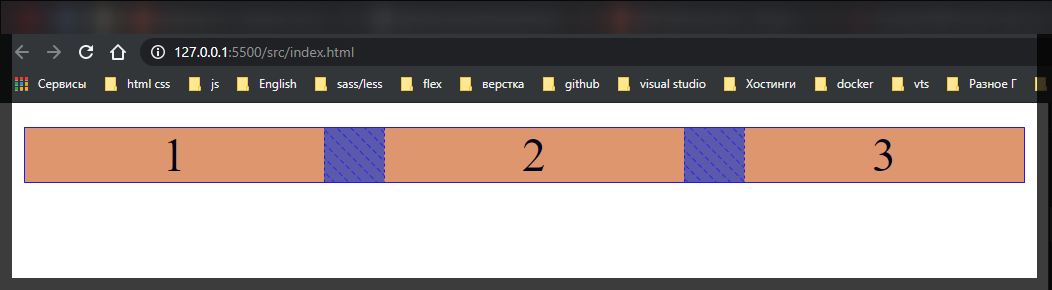 127.0.0.1:5500/src/index.html
Сервисы html css js English sass/less flex верстка github visual studio Хостинги docker vts Разное Г
1 2 3